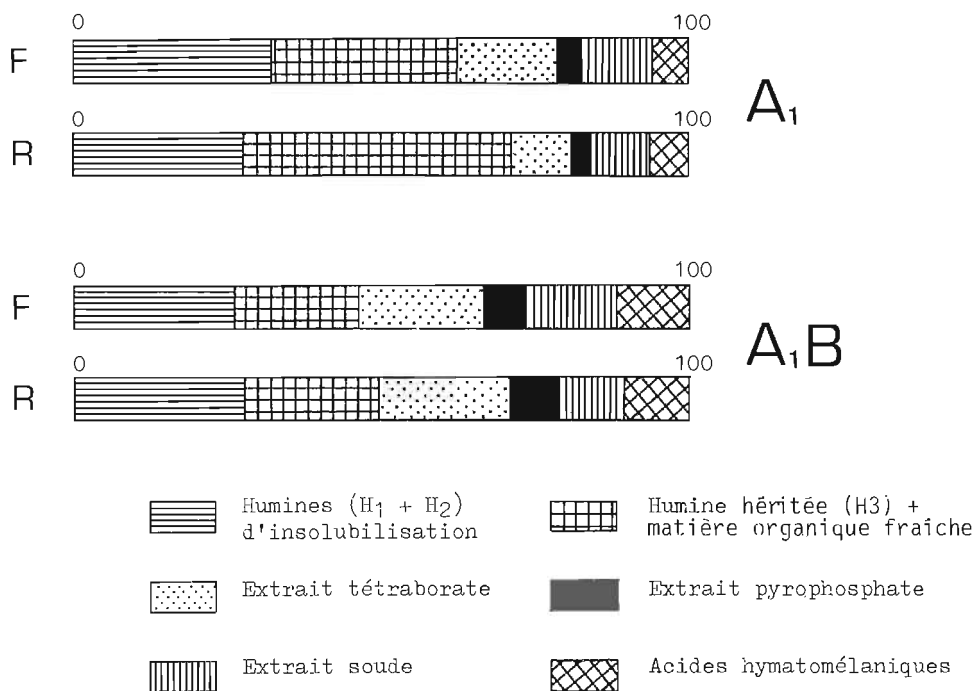 0 100
F
0 100
R
A₁
0 100
F
0 100
R
A₁B
Humines (H₁ + H₂)
d'insolubilisation
Humine héritée (H3) +
matière organique fraîche
Extrait tétraborate
Extrait pyrophosphate
Extrait soude
Acides hymatomélaniques